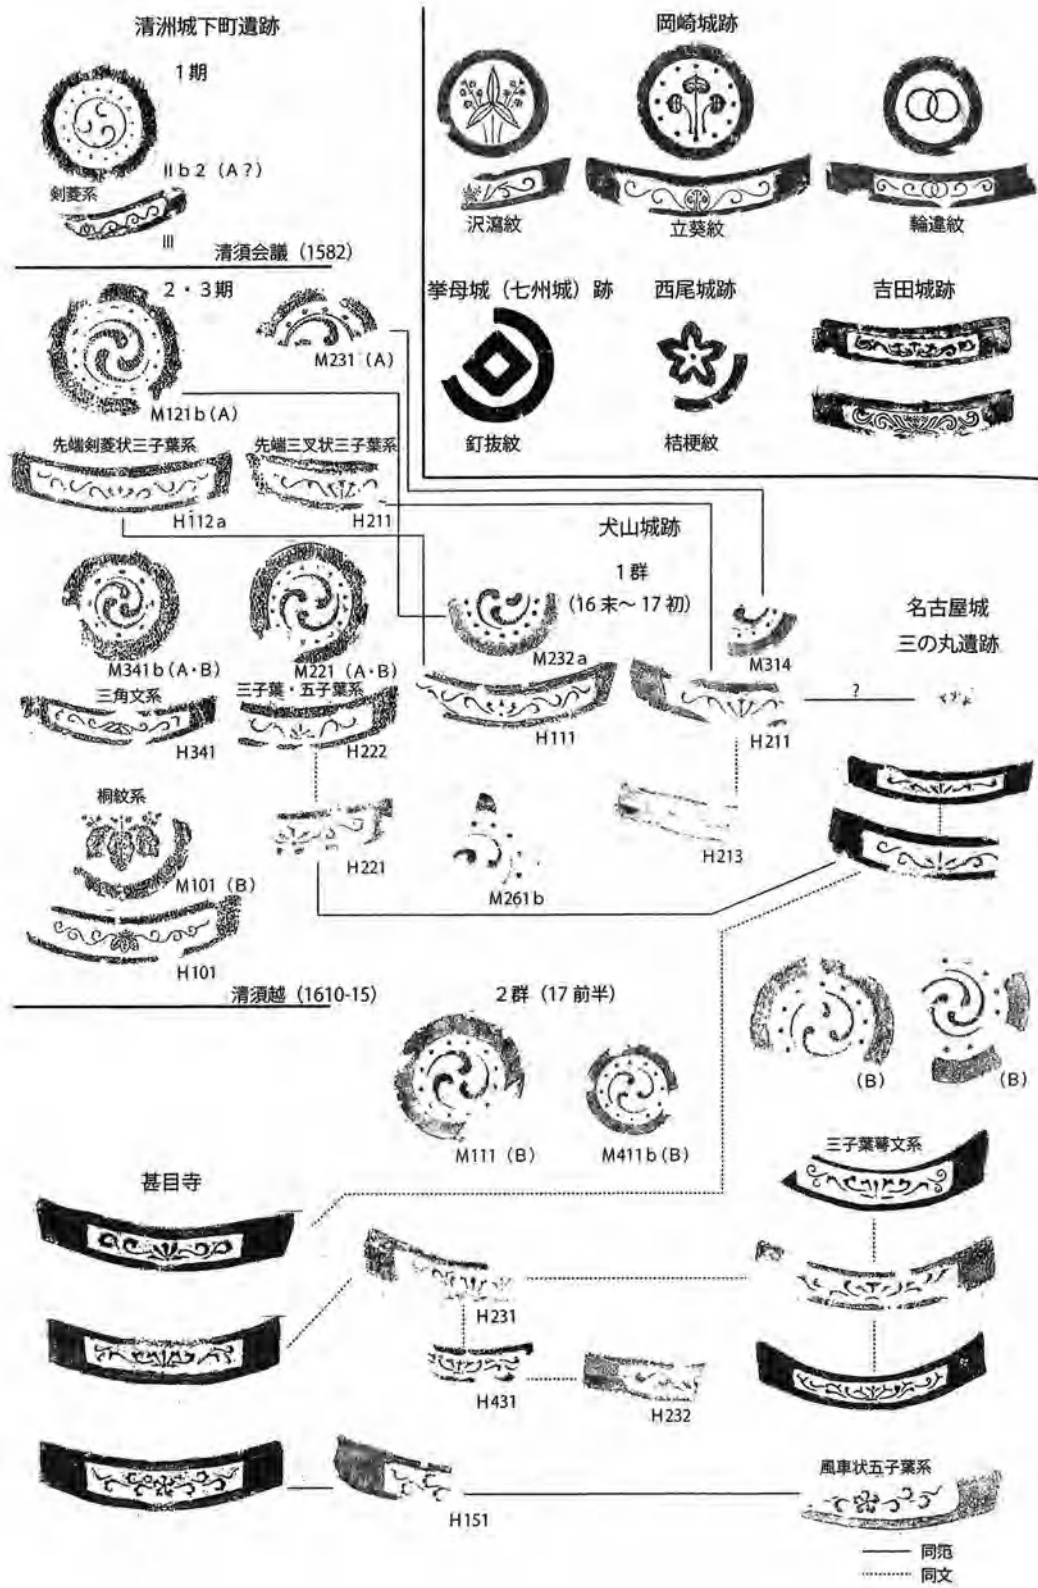 清洲城下町遺跡
1期
Ⅱb2（A？）
剣菱系
Ⅲ
清須会議（1582）
2・3期
M231（A）
M121b（A）
先端剣菱状三子葉系
先端三叉状三子葉系
H112a
H211
M341b（A・B）
M221（A・B）
三角文系
三子葉・五子葉系
H341
H222
桐紋系
H221
M101（B）
H101
清須越（1610-15）
岡崎城跡
沢瀉紋
立葵紋
輪違紋
挙母城（七州城）跡
西尾城跡
吉田城跡
釘抜紋
桔梗紋
犬山城跡
1群
（16末～17初）
M232a
M314
H111
H211
？
M261b
H213
名古屋城
三の丸遺跡
2群（17前半）
M111（B）
M411b（B）
（B）
（B）
甚目寺
三子葉萼文系
H231
H431
H232
風車状五子葉系
H151
同笵
同文